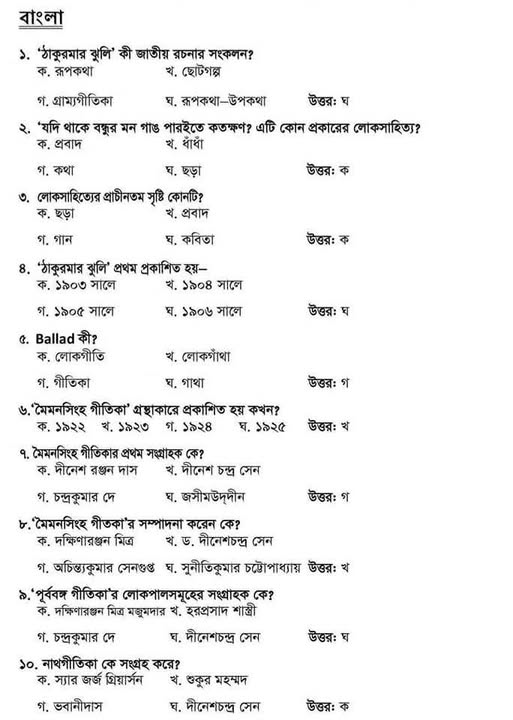 বাংলা
১. ‘ঠাকুরমার ঝুলি’ কী জাতীয় রচনার সংকলন?
ক. রূপকথা খ. ছোটগল্প
গ. গ্রাম্যগীতিকা ঘ. রূপকথা–উপকথা উত্তর: ঘ
২. ‘যদি থাকে বন্ধুর মন গাঙ পারইতে কতক্ষণ? এটি কোন প্রকারের লোকসাহিত্য?
ক. প্রবাদ খ. ধাঁধাঁ
গ. কথা ঘ. ছড়া উত্তর: ক
৩. লোকসাহিত্যের প্রাচীনতম সৃষ্টি কোনটি?
ক. ছড়া খ. প্রবাদ
গ. গান ঘ. কবিতা উত্তর: ক
৪. ‘ঠাকুরমার ঝুলি’ প্রথম প্রকাশিত হয়–
ক. ১৯০৩ সালে খ. ১৯০৪ সালে
গ. ১৯০৫ সালে ঘ. ১৯০৬ সালে উত্তর: ঘ
৫. Ballad কী?
ক. লোকগীতি খ. লোকগাঁথা
গ. গীতিকা ঘ. গাথা উত্তর: গ
৬.‘মৈমনসিংহ গীতিকা’ গ্রন্থাকারে প্রকাশিত হয় কখন?
ক. ১৯২২ খ. ১৯২৩ গ. ১৯২৪ ঘ. ১৯২৫ উত্তর: খ
৭. মৈমনসিংহ গীতিকার প্রথম সংগ্রাহক কে?
ক. দীনেশ রঞ্জন দাস খ. দীনেশ চন্দ্র সেন
গ. চন্দ্রকুমার দে ঘ. জসীমউদ্‌দীন উত্তর: গ
৮.‘মৈমনসিংহ গীতকা’র সম্পাদনা করেন কে?
ক. দক্ষিণারঞ্জন মিত্র খ. ড. দীনেশচন্দ্র সেন
গ. অচিন্ত্যকুমার সেনগুপ্ত ঘ. সুনীতিকুমার চট্টোপাধ্যায় উত্তর: খ
৯.‘পূর্ববঙ্গ গীতিকা’র লোকপালসমূহের সংগ্রাহক কে?
ক. দক্ষিণারঞ্জন মিত্র মজুমদার খ. হরপ্রসাদ শাস্ত্রী
গ. চন্দ্রকুমার দে ঘ. দীনেশচন্দ্র সেন উত্তর: ঘ
১০. নাথগীতিকা কে সংগ্রহ করে?
ক. স্যার জর্জ গ্রিয়ার্সন খ. শুকুর মহম্মদ
গ. ভবানীদাস ঘ. দীনেশচন্দ্র সেন উত্তর: ক